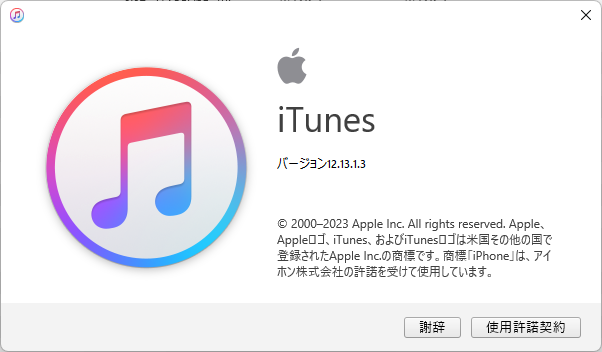 iTunes
バージョン12.13.1.3
© 2000–2023 Apple Inc. All rights reserved. Apple、
Appleロゴ、iTunes、およびiTunesロゴは米国その他の国で
登録されたApple Inc.の商標です。商標「iPhone」は、アイ
ホン株式会社の許諾を受けて使用しています。
謝辞
使用許諾契約